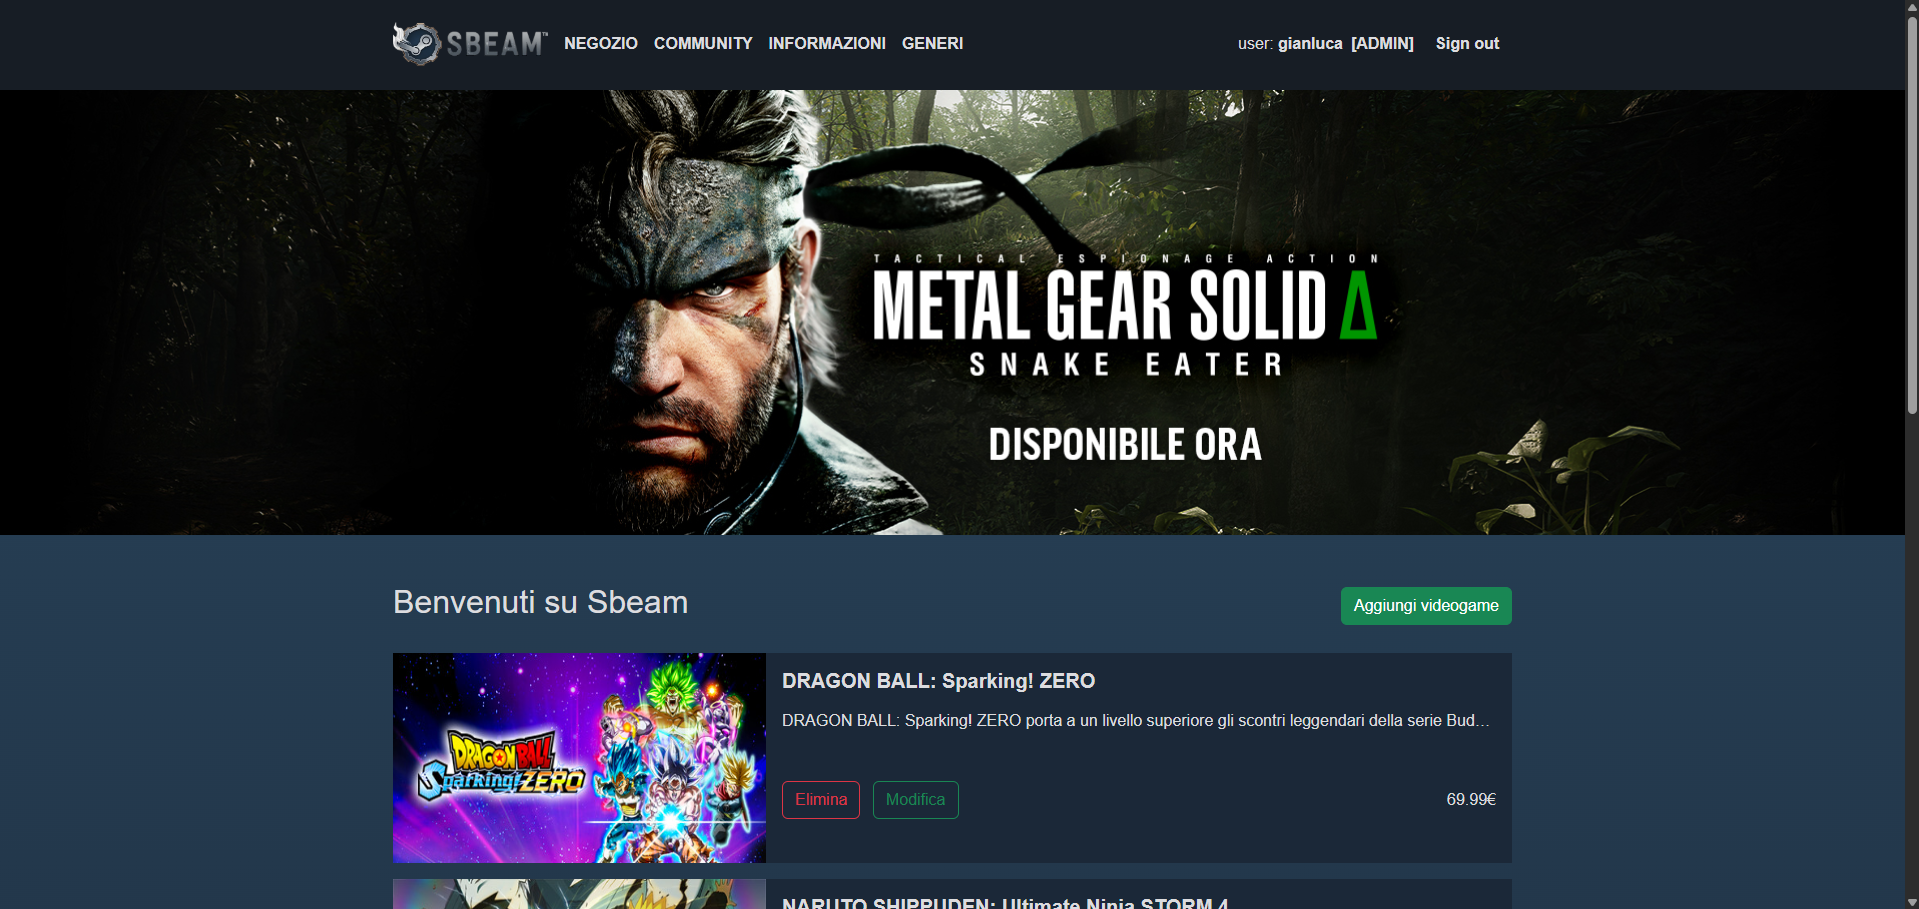 SBEAM™ NEGOZIO COMMUNITY INFORMAZIONI GENERI user: gianluca [ADMIN] Sign out
TACTICAL ESPIONAGE ACTION
METAL GEAR SOLID Δ
SNAKE EATER
DISPONIBILE ORA
Benvenuti su Sbeam
Aggiungi videogame
DRAGON BALL
Sparking! ZERO
DRAGON BALL: Sparking! ZERO
DRAGON BALL: Sparking! ZERO porta a un livello superiore gli scontri leggendari della serie Bud...
Elimina Modifica 69.99€
NARUTO SHIPPUDEN: Ultimate Ninja STORM 4